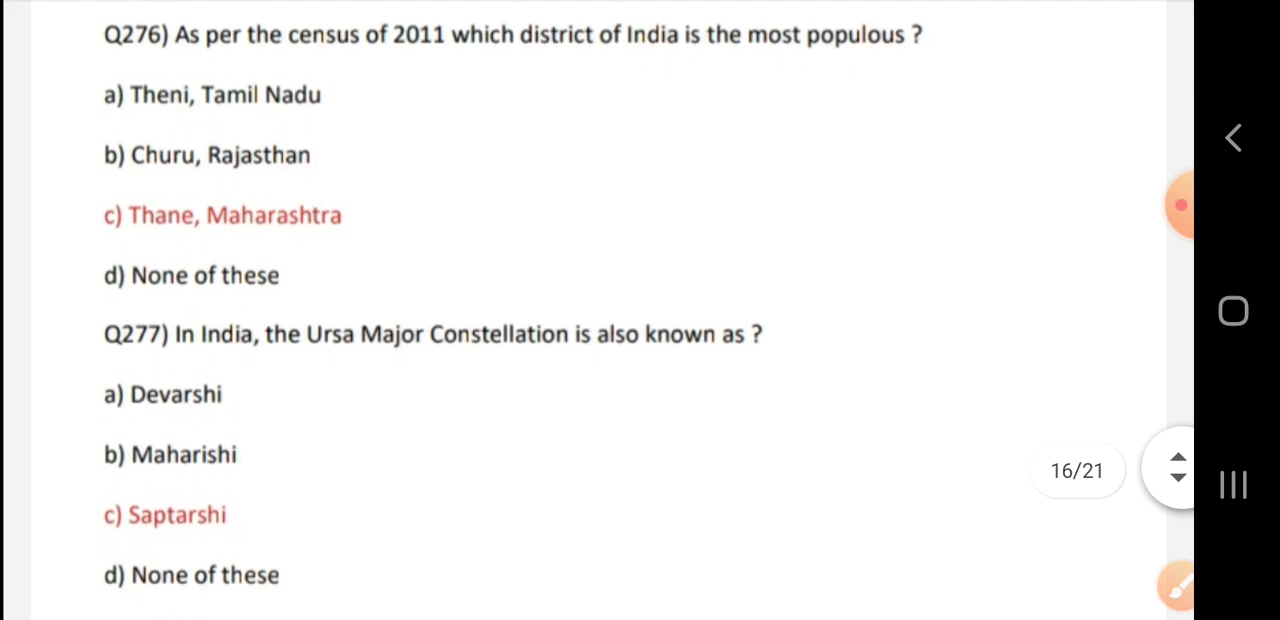 Q276) As per the census of 2011 which district of India is the most populous ?
a) Theni, Tamil Nadu
b) Churu, Rajasthan
c) Thane, Maharashtra
d) None of these
Q277) In India, the Ursa Major Constellation is also known as ?
a) Devarshi
b) Maharishi
c) Saptarshi
d) None of these
16/21